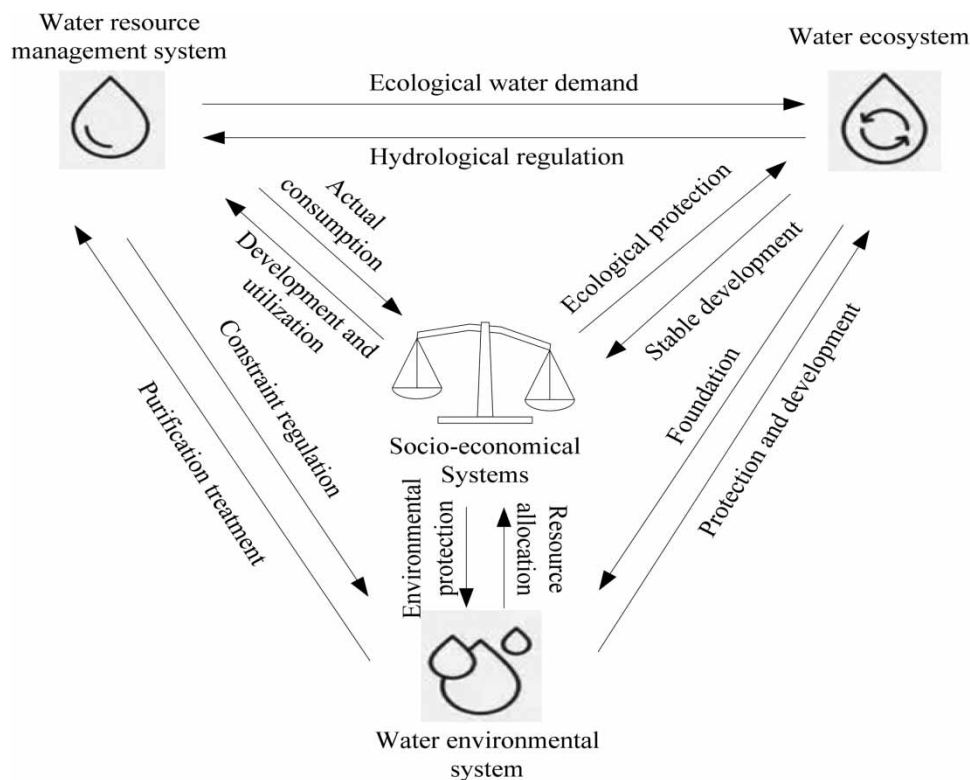 Water resource
management system
Water ecosystem
Ecological water demand
Hydrological regulation
Actual
consumption
Development and
utilization
Ecological protection
Stable development
Constraint regulation
Purification treatment
Foundation
Protection and development
Socio-economical
Systems
Environmental
protection
Resource
allocation
Water environmental
system